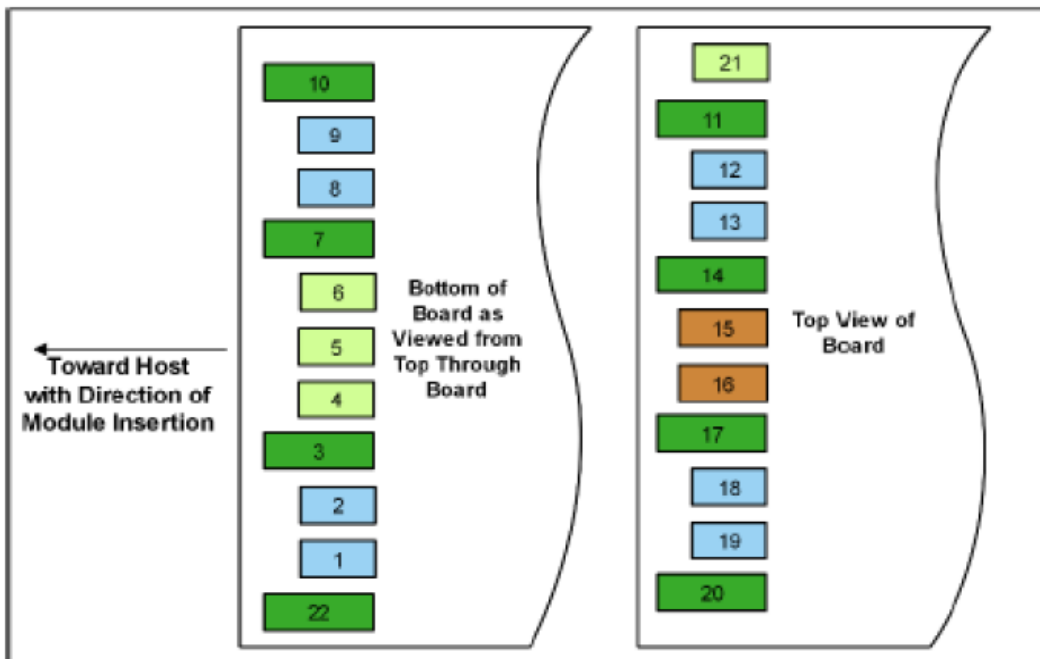 Toward Host
with Direction of
Module Insertion
10
9
8
7
6
5
4
3
2
1
22
Bottom of
Board as
Viewed from
Top Through
Board
21
11
12
13
14
15
16
17
18
19
20
Top View of
Board